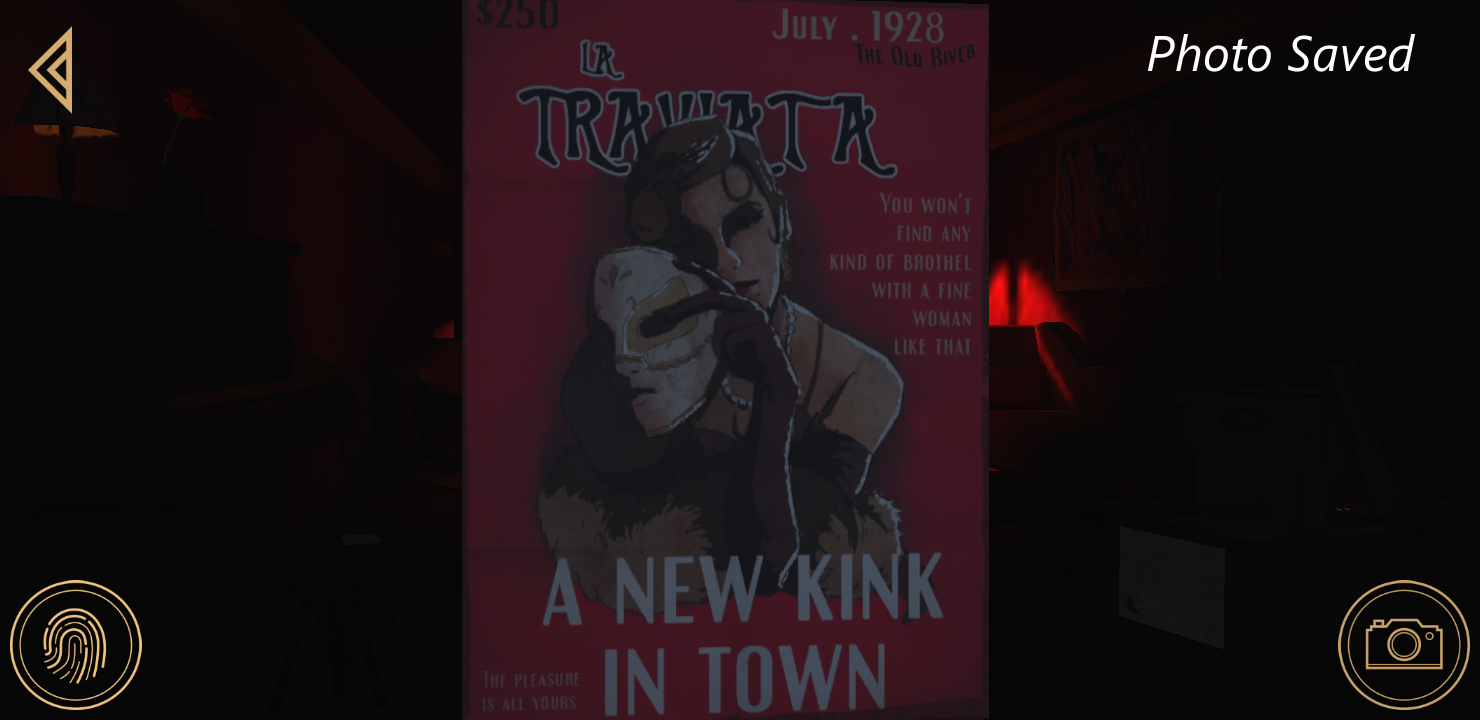 $250
July . 1928
The Old River
Photo Saved
LA
TRAVIATA
You won't
find any
kind of brothel
with a fine
woman
like that
A NEW KINK
IN TOWN
The pleasure
is all yours